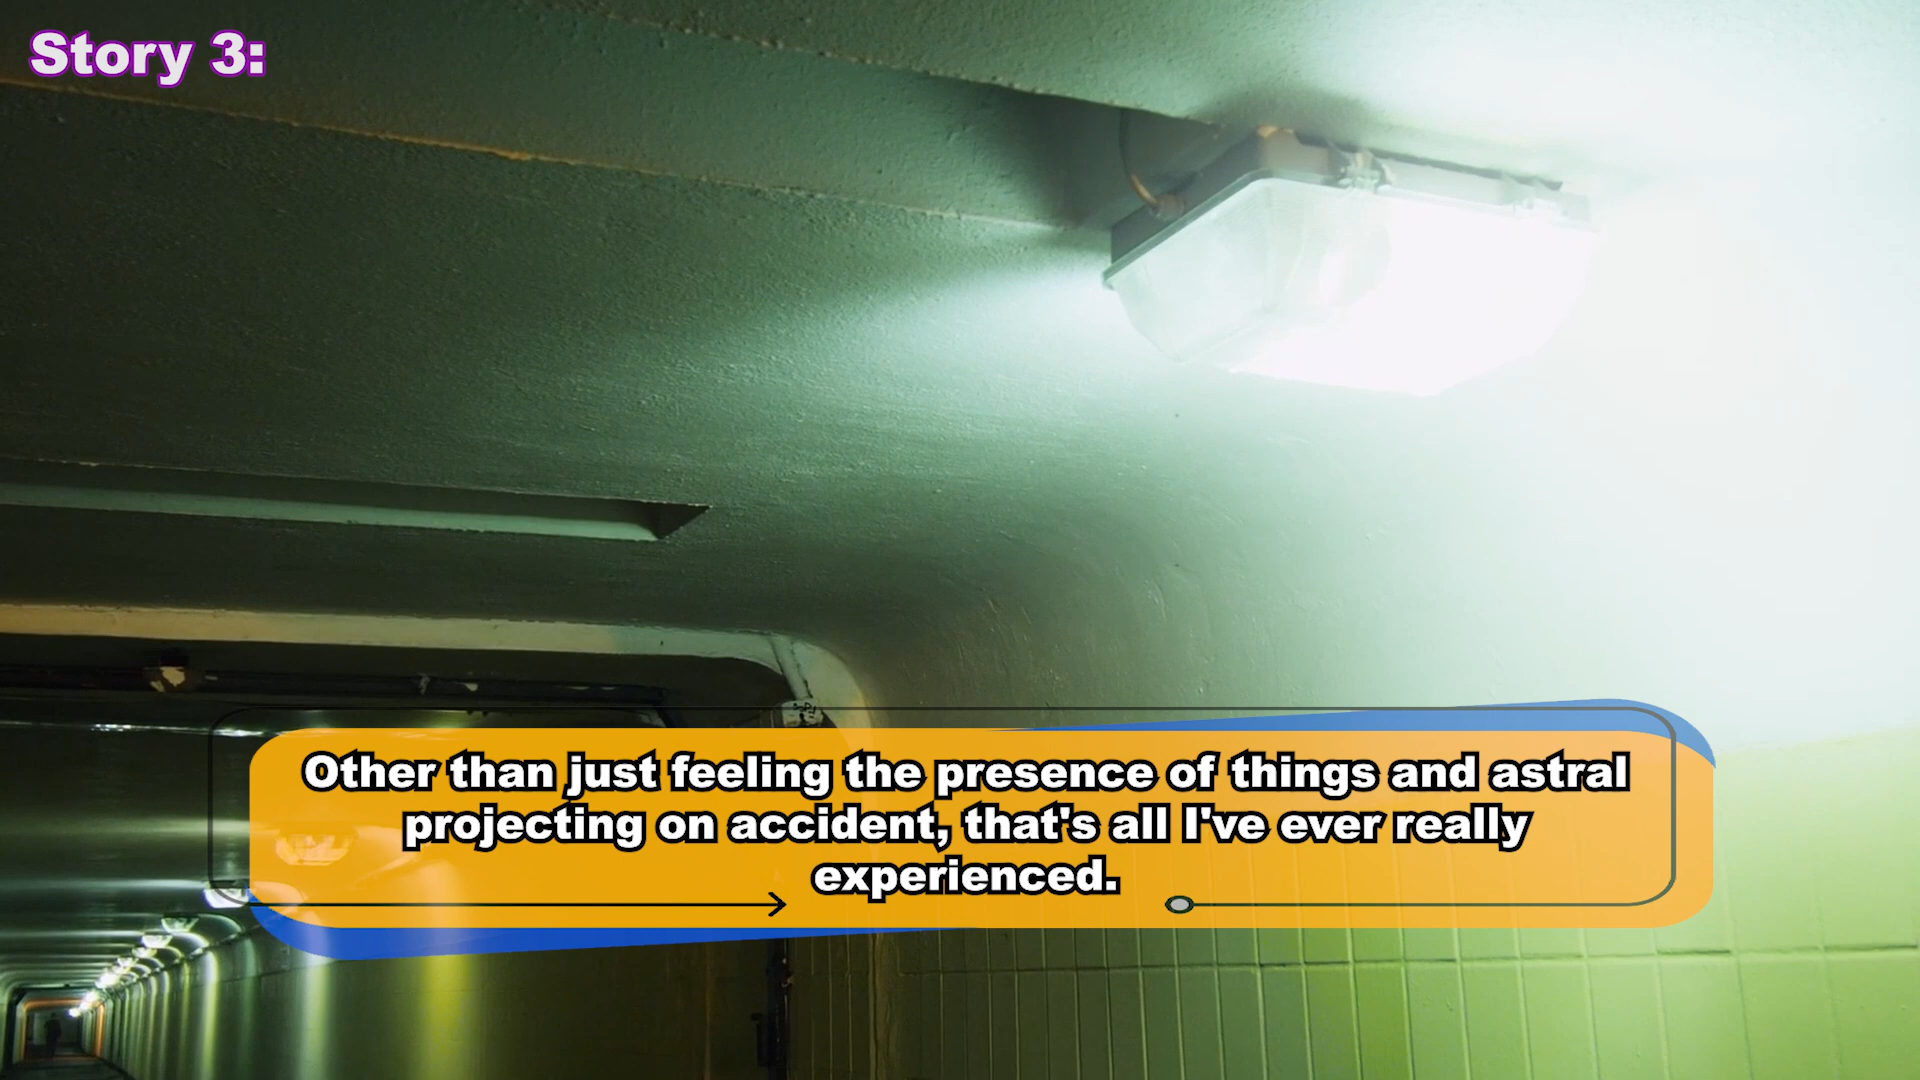 Story 3:
Other than just feeling the presence of things and astral
projecting on accident, that's all I've ever really
experienced.